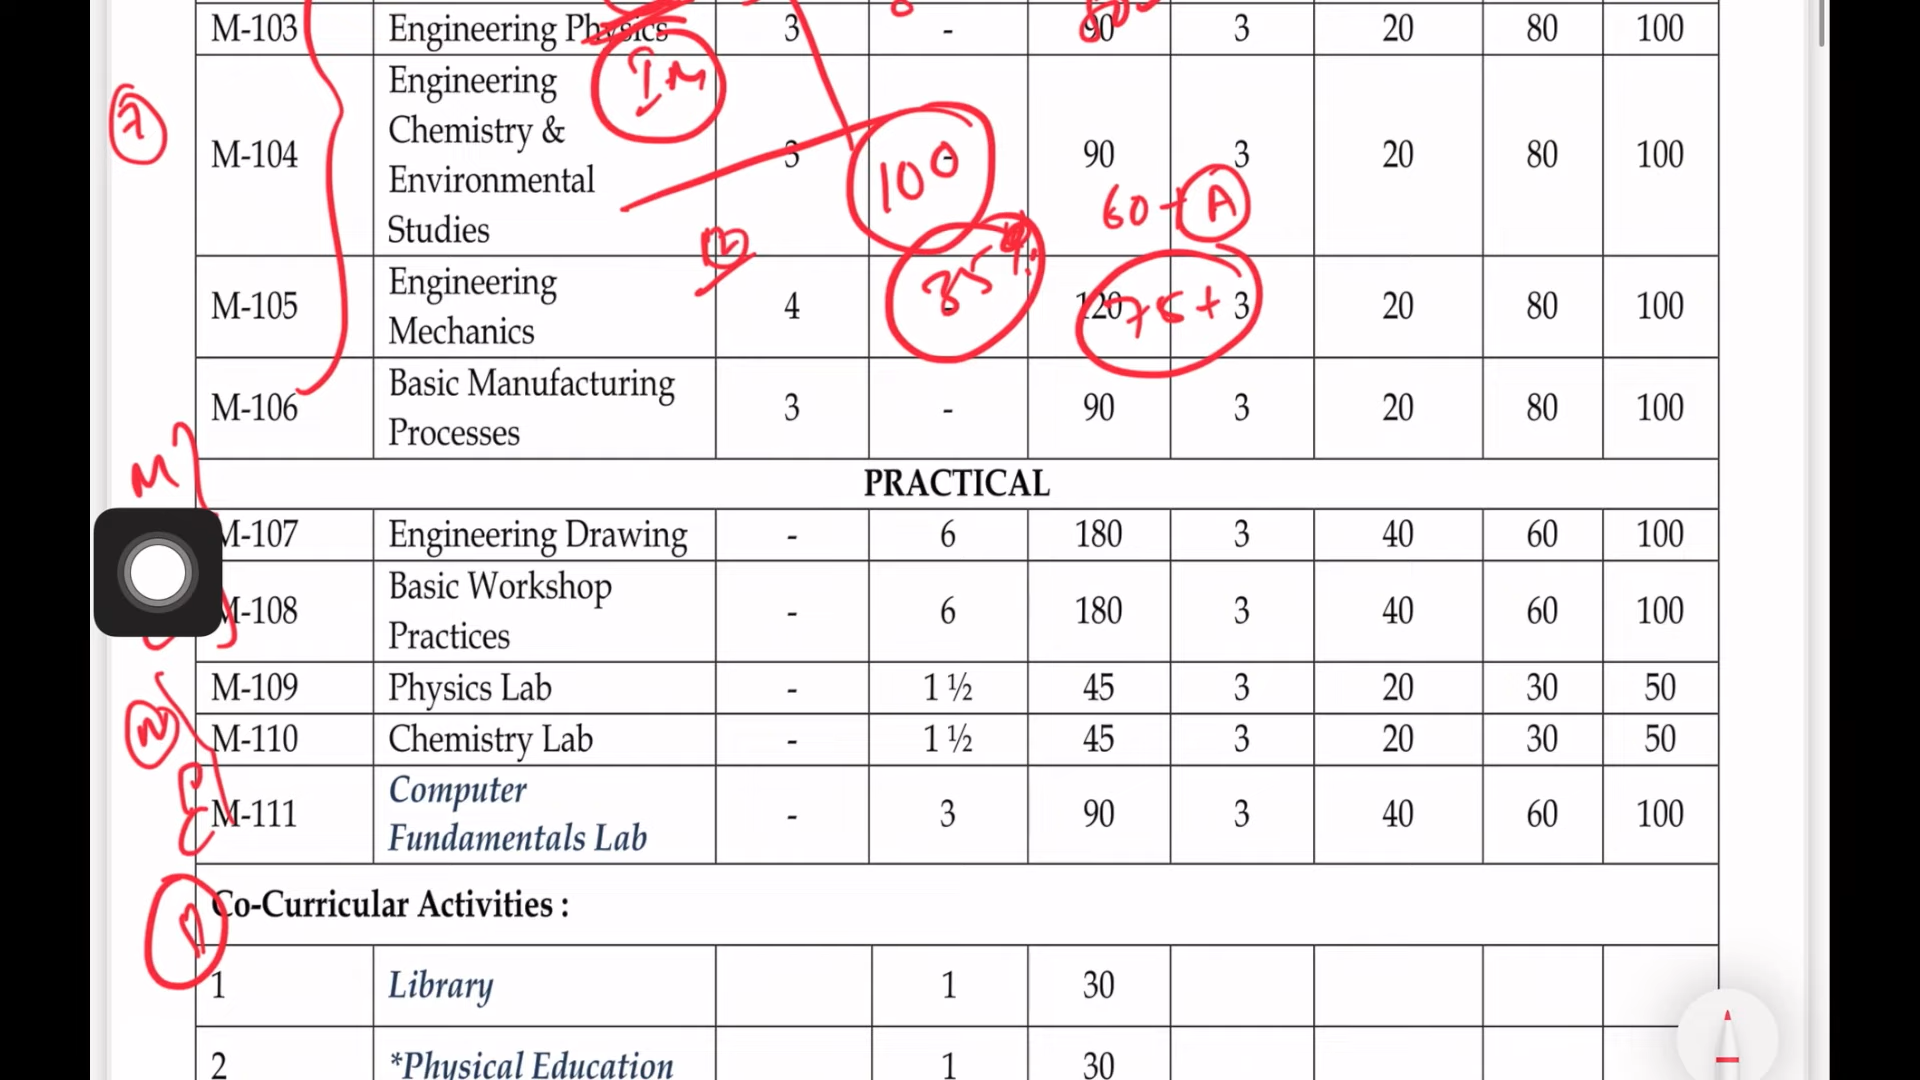 M-103 Engineering Physics 3 - 90 3 20 80 100
IM
M-104 Engineering Chemistry & Environmental Studies 3 - 90 3 20 80 100
100
60 - A
35%
75+
M-105 Engineering Mechanics 4 - 120 3 20 80 100
M-106 Basic Manufacturing Processes 3 - 90 3 20 80 100
M
PRACTICAL
M-107 Engineering Drawing - 6 180 3 40 60 100
M-108 Basic Workshop Practices - 6 180 3 40 60 100
M-109 Physics Lab - 1 ½ 45 3 20 30 50
M-110 Chemistry Lab - 1 ½ 45 3 20 30 50
M-111 Computer Fundamentals Lab - 3 90 3 40 60 100
Co-Curricular Activities :
1 Library 1 30
2 *Physical Education 1 30